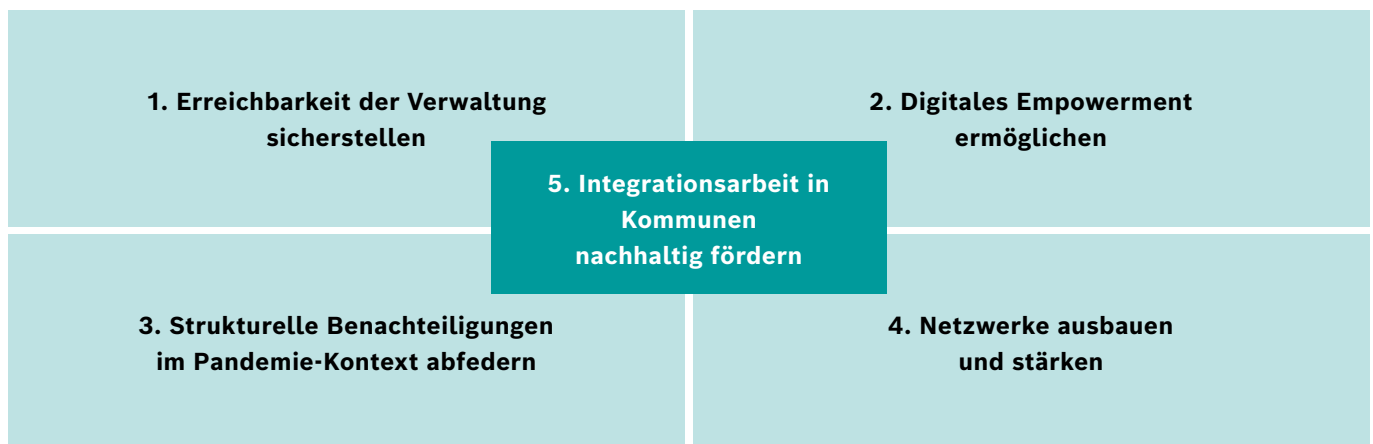 1. Erreichbarkeit der Verwaltung
sicherstellen
2. Digitales Empowerment
ermöglichen
5. Integrationsarbeit in
Kommunen
nachhaltig fördern
3. Strukturelle Benachteiligungen
im Pandemie-Kontext abfedern
4. Netzwerke ausbauen
und stärken